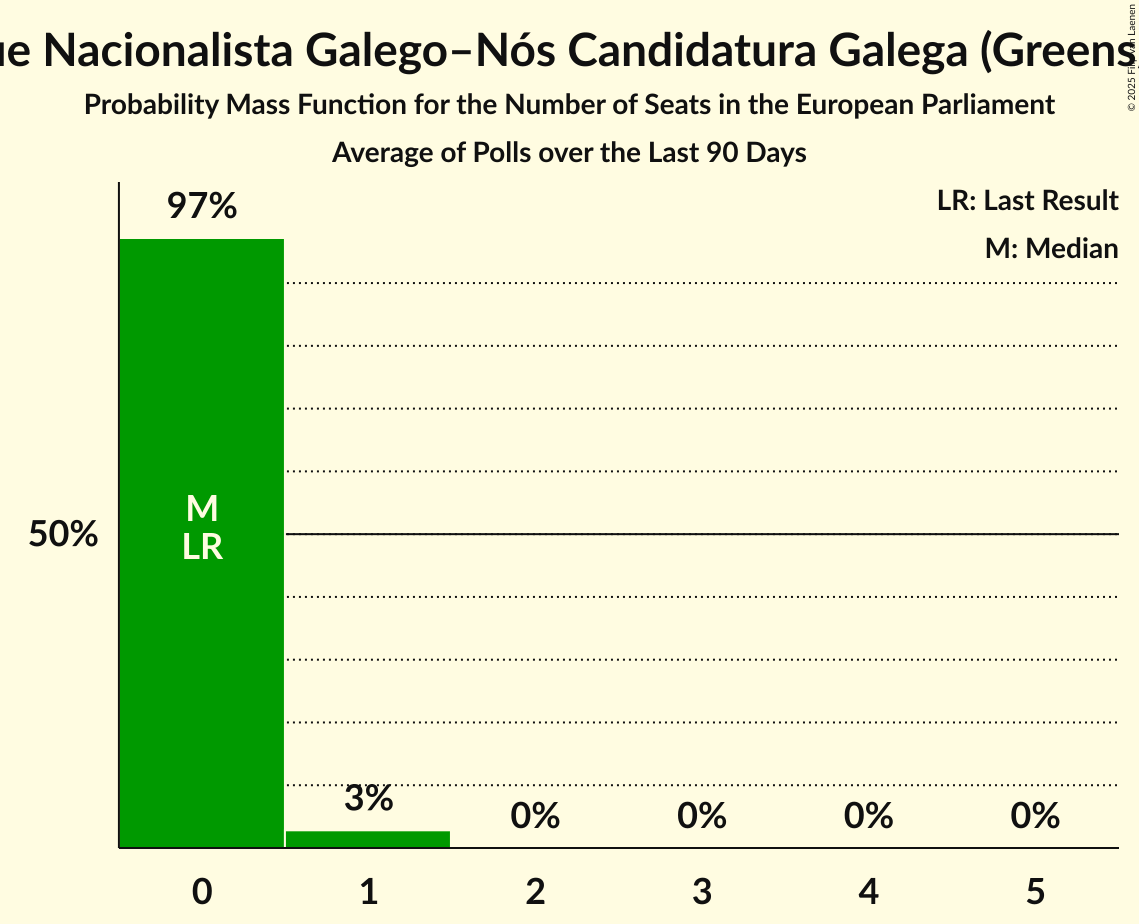 ue Nacionalista Galego–Nós Candidatura Galega (Greens
Probability Mass Function for the Number of Seats in the European Parliament
Average of Polls over the Last 90 Days
© 2025 Filip van Laenen
LR: Last Result
M: Median
97%
M
LR
50%
3%
0%
0%
0%
0%
0
1
2
3
4
5